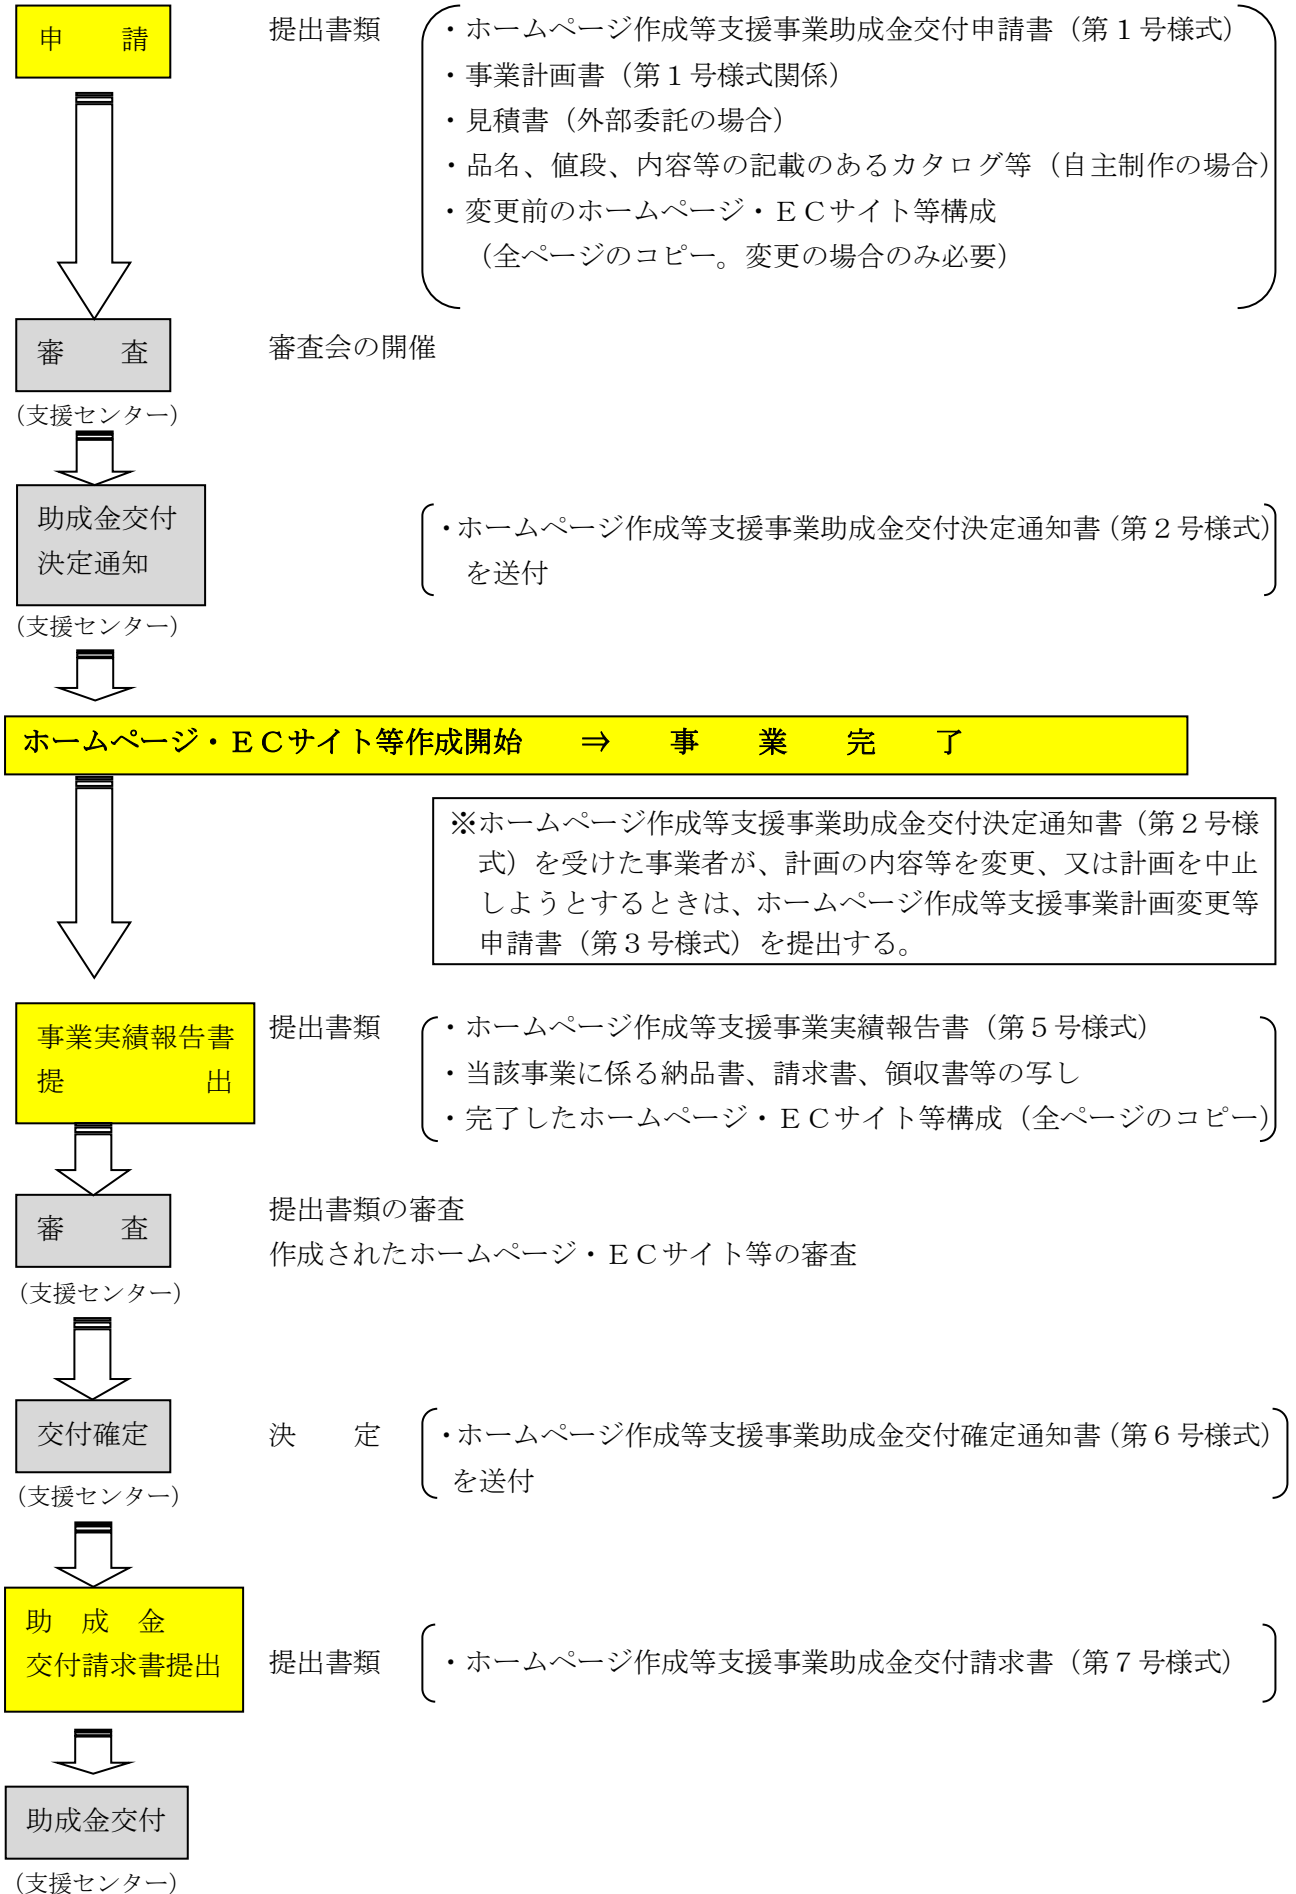 申　　請
提出書類
・ホームページ作成等支援事業助成金交付申請書（第１号様式）
・事業計画書（第１号様式関係）
・見積書（外部委託の場合）
・品名、値段、内容等の記載のあるカタログ等（自主制作の場合）
・変更前のホームページ・ＥＣサイト等構成
（全ページのコピー。変更の場合のみ必要）
審　　査
審査会の開催
（支援センター）
助成金交付
決定通知
・ホームページ作成等支援事業助成金交付決定通知書（第２号様式）
を送付
（支援センター）
ホームページ・ＥＣサイト等作成開始　　⇒　　事　　業　　完　　了
※ホームページ作成等支援事業助成金交付決定通知書（第２号様
式）を受けた事業者が、計画の内容等を変更、又は計画を中止
しようとするときは、ホームページ作成等支援事業計画変更等
申請書（第３号様式）を提出する。
事業実績報告書
提　　　　　出
提出書類
・ホームページ作成等支援事業実績報告書（第５号様式）
・当該事業に係る納品書、請求書、領収書等の写し
・完了したホームページ・ＥＣサイト等構成（全ページのコピー）
審　　査
提出書類の審査
作成されたホームページ・ＥＣサイト等の審査
（支援センター）
交付確定
決　　定
・ホームページ作成等支援事業助成金交付確定通知書（第６号様式）
を送付
（支援センター）
助　成　金
交付請求書提出
提出書類
・ホームページ作成等支援事業助成金交付請求書（第７号様式）
助成金交付
（支援センター）